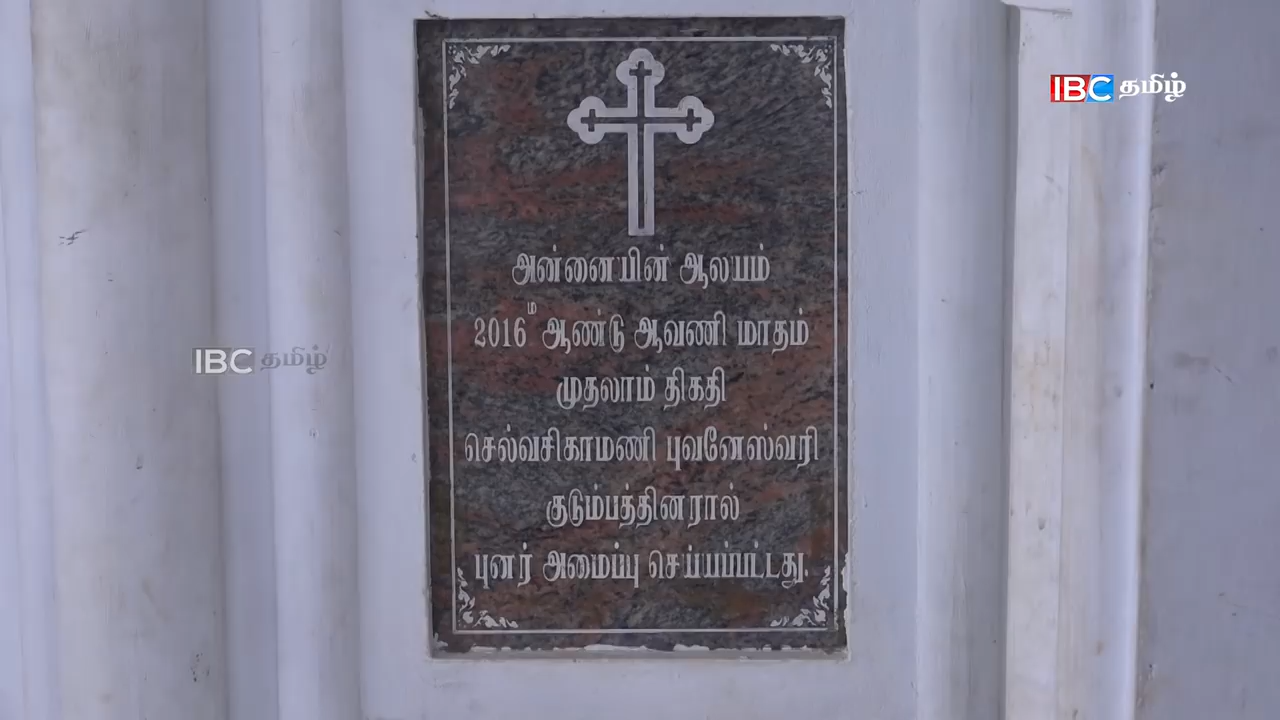 IBC தமிழ்
அன்னையின் ஆலயம்
2016ம் ஆண்டு ஆவணி மாதம்
IBC தமிழ்
முதலாம் திகதி
செல்வசிகாமணி புவனேஸ்வரி
குடும்பத்தினரால்
புனர் அமைப்பு செய்யப்பட்டது.